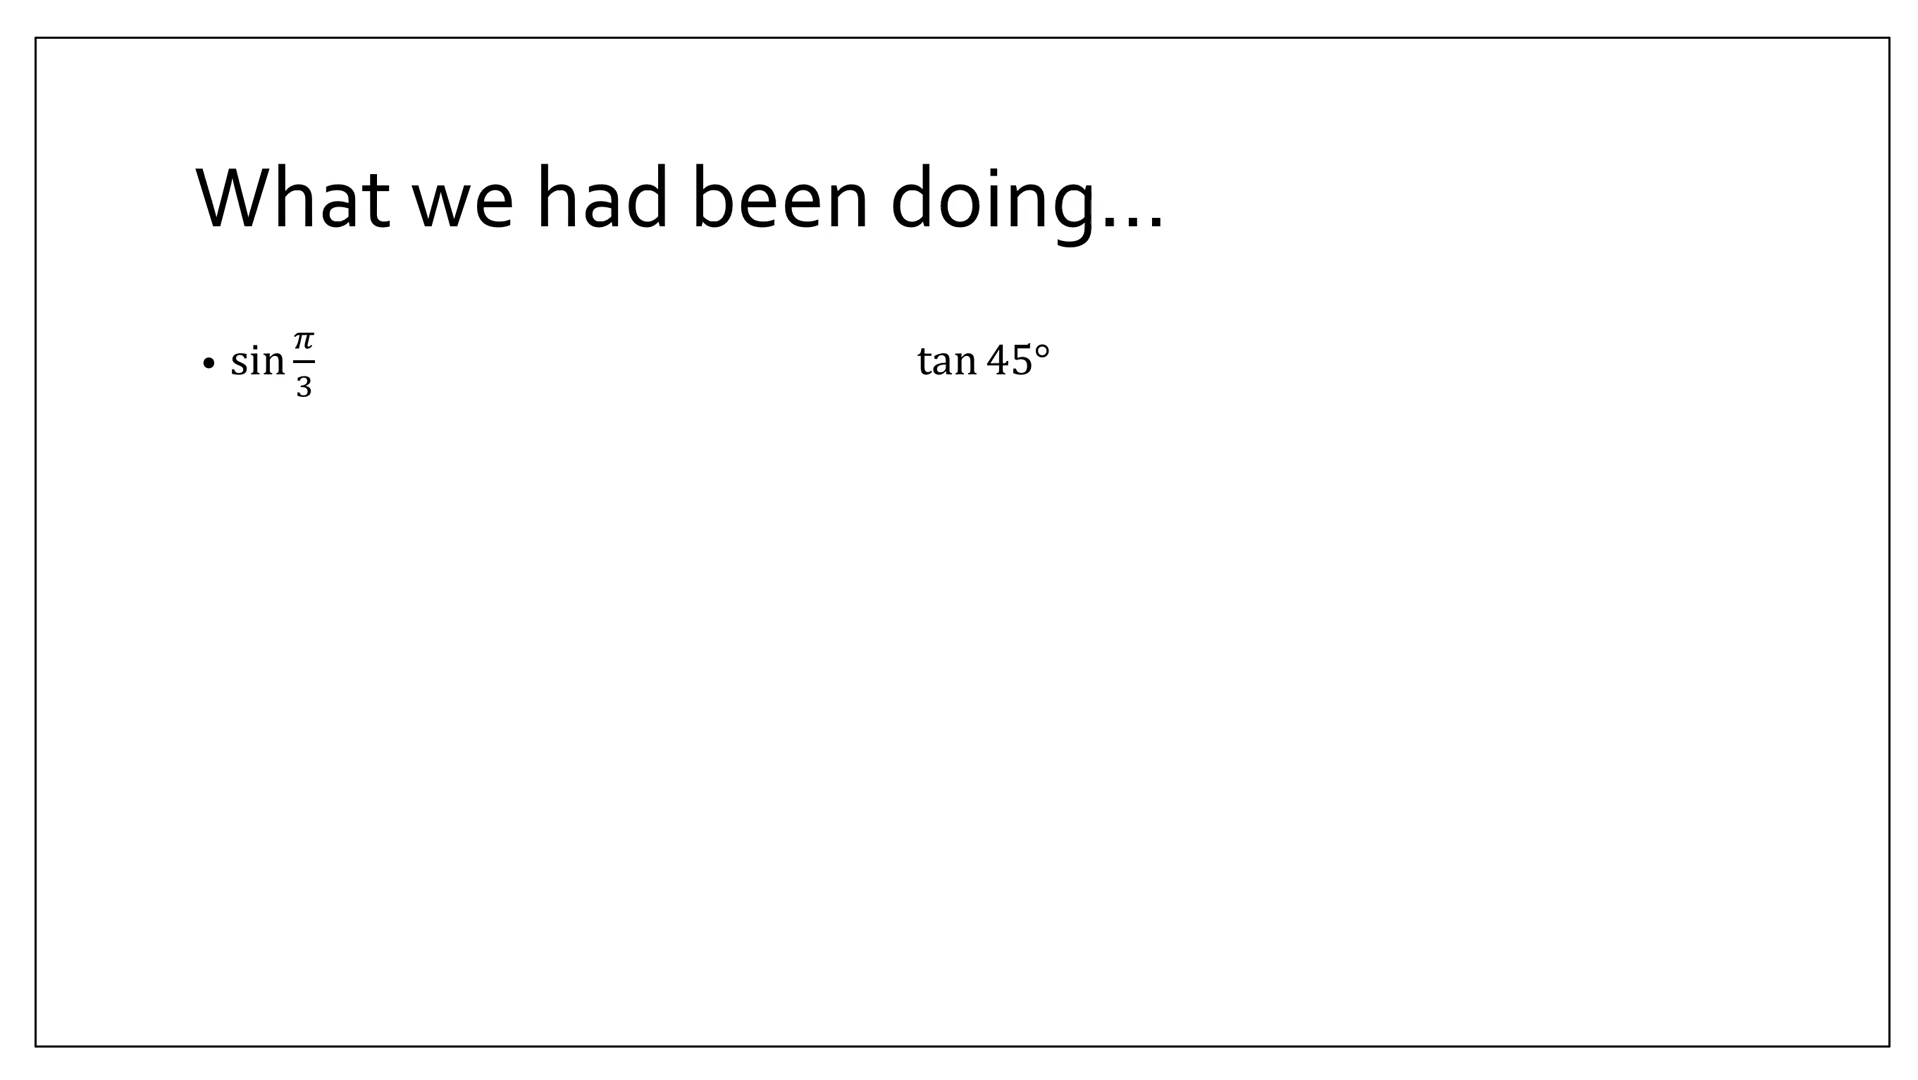 What we had been doing...
• sin π/3 tan 45°